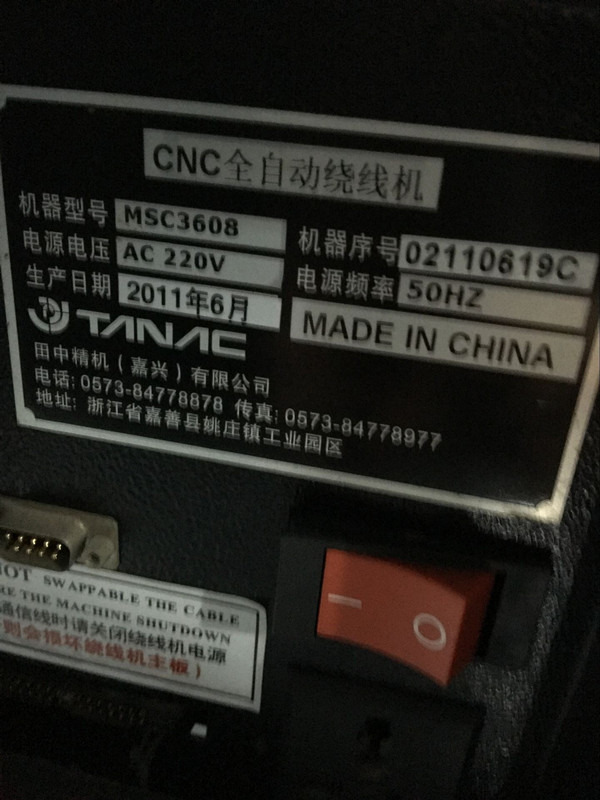 CNC全自动绕线机
机器型号 MSC3608
机器序号 02110619C
电源电压 AC 220V
电源频率 50HZ
生产日期 2011年6月
MADE IN CHINA
TANAC
田中精机（嘉兴）有限公司
电话: 0573-84778878 传真: 0573-84778977
地址: 浙江省嘉善县姚庄镇工业园区
NOT SWAPPABLE THE CABLE
THE MACHINE SHUTDOWN
通信线时请关闭绕线机电源
则会损坏绕线机主板）